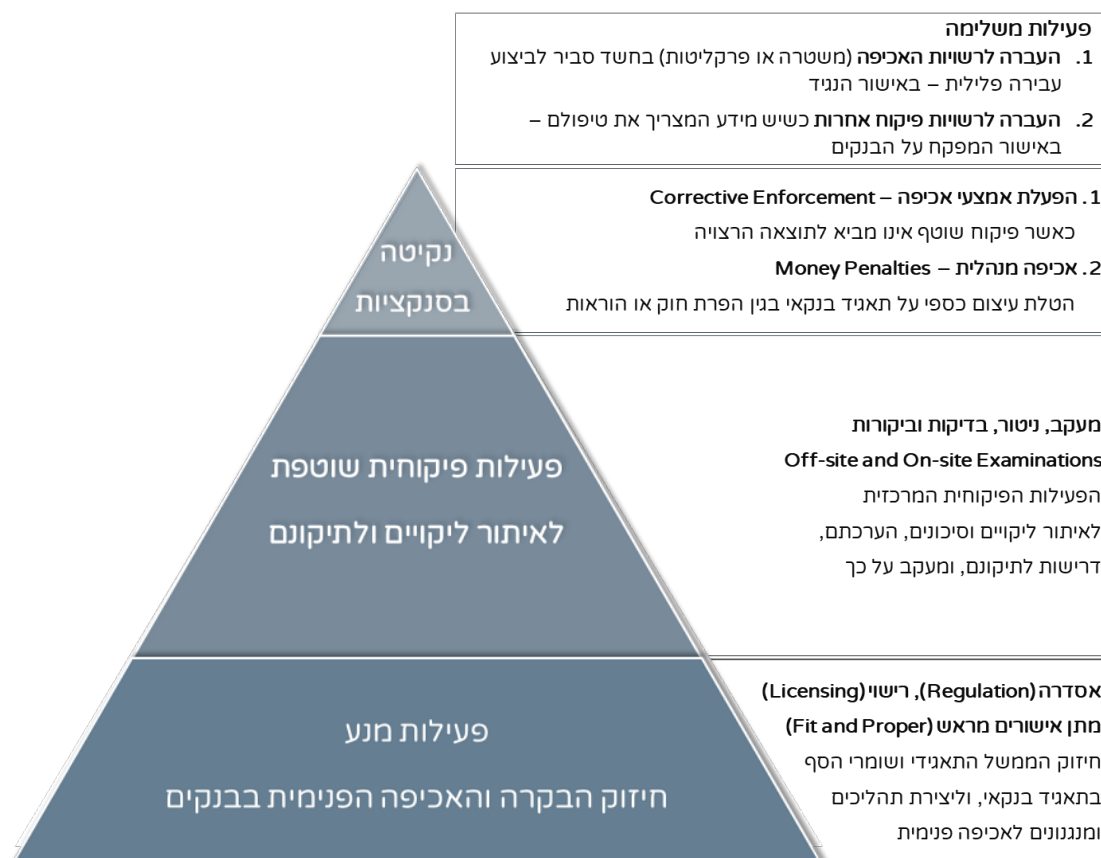 פעילות משלימה
1. העברה לרשויות האכיפה (משטרה או פרקליטות) בחשד סביר לביצוע
עבירה פלילית – באישור הנגיד
2. העברה לרשויות פיקוח אחרות כשיש מידע המצריך את טיפולם –
באישור המפקח על הבנקים
1. הפעלת אמצעי אכיפה – Corrective Enforcement
כאשר פיקוח שוטף אינו מביא לתוצאה הרצויה
2. אכיפה מנהלית – Money Penalties
הטלת עיצום כספי על תאגיד בנקאי בגין הפרת חוק או הוראות
נקיטה
בסנקציות
מעקב, ניטור, בדיקות וביקורות
Off-site and On-site Examinations
הפעילות הפיקוחית המרכזית
לאיתור ליקויים וסיכונים, הערכתם,
דרישות לתיקונם, ומעקב על כך
פעילות פיקוחית שוטפת
לאיתור ליקויים ולתיקונם
אסדרה (Regulation), רישוי (Licensing)
מתן אישורים מראש (Fit and Proper)
חיזוק הממשל התאגידי ושומרי הסף
בתאגיד בנקאי, וליצירת תהליכים
ומנגנונים לאכיפה פנימית
פעילות מנע
חיזוק הבקרה והאכיפה הפנימית בבנקים